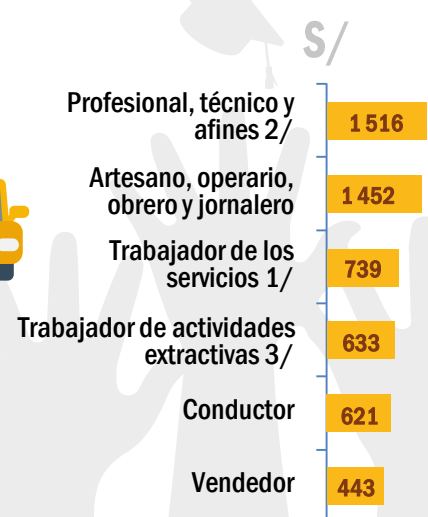 S/
Profesional, técnico y
afines 2/
1 516
Artesano, operario,
obrero y jornalero
1 452
Trabajador de los
servicios 1/
739
Trabajador de actividades
extractivas 3/
633
Conductor
621
Vendedor
443